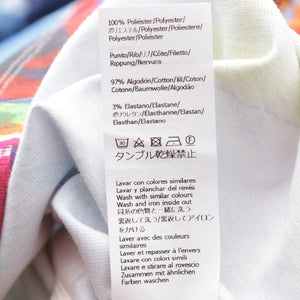 100% Poliéster/Polyester/
ポリエステル/Polyester/
Polyester/Poliester
Punto/Rib/リブ/Côte/Filetto/
Rippung/Nervura
97% Algodón/Cotton/綿/Coton/
Cotone/Baumwolle/Algodão
3% Elastano/Elastane/
ポリウレタン/Élasthanne/
Elasthan/Elastano
タンブル乾燥禁止
Lavar con colores similares
Lavar y planchar del revés
Wash with similar colours
Wash and iron inside out
同系の色物と一緒に洗う
裏返して洗う/裏返してアイロン
をかける
Laver avec des couleurs
similaires
Laver et repasser à l'envers
Lavare con colori simili
Lavare e stirare al rovescio
Zusammen mit ähnlichen
Farben waschen